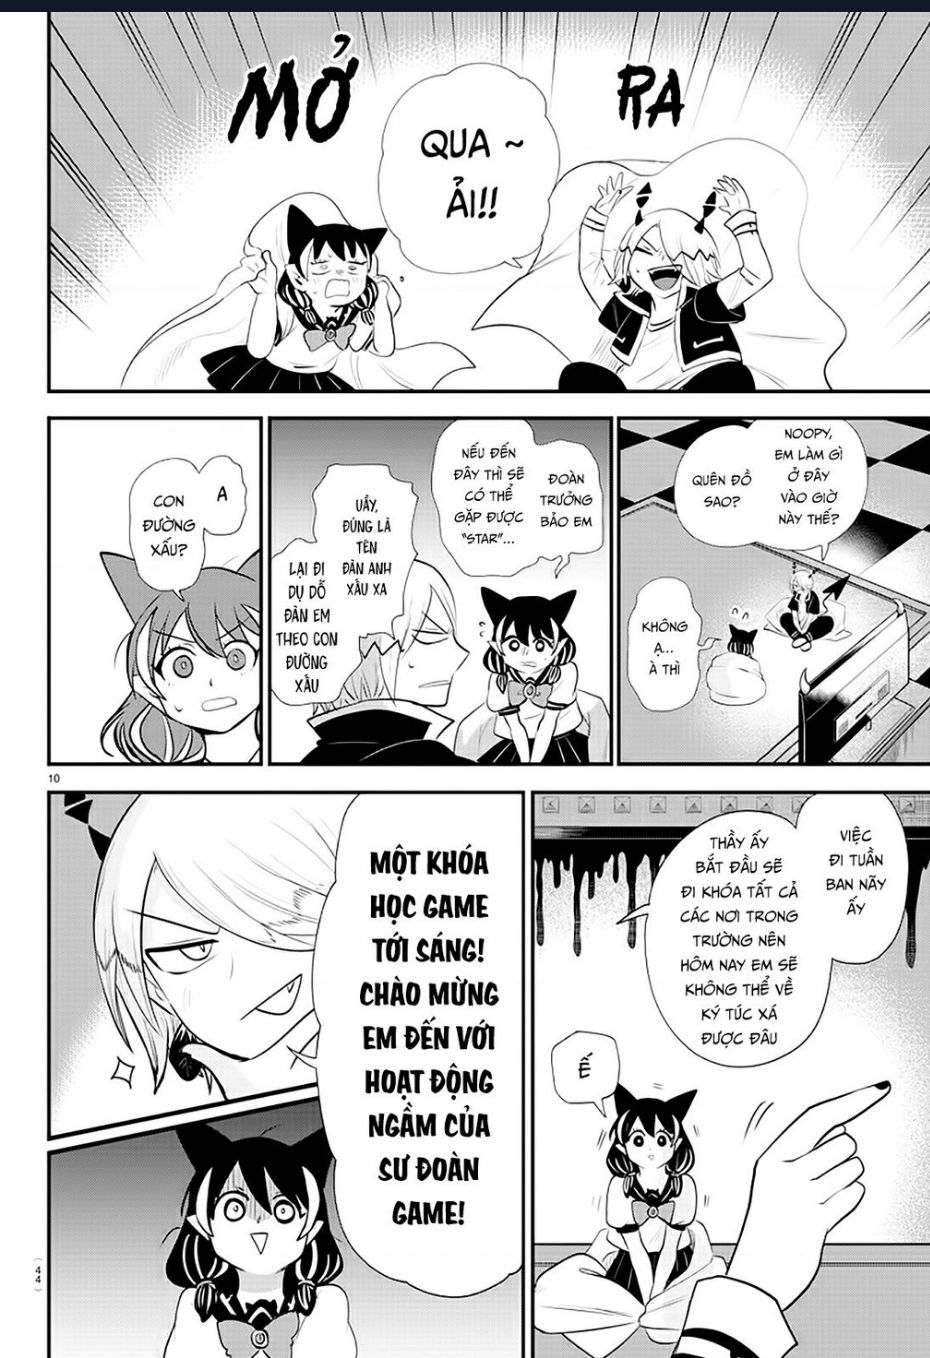 MỞ
RA
QUA ~
ẢI!!
NOOPY,
EM LÀM GÌ
Ở ĐÂY
VÀO GIỜ
NÀY THẾ?
QUÊN ĐỒ
SAO?
KHÔNG
Ạ...
À THÌ
ĐOÀN
TRƯỞNG
BẢO EM
NẾU ĐẾN
ĐÂY THÌ SẼ
CÓ THỂ
GẶP ĐƯỢC
"STAR"...
UẦY,
ĐÚNG LÀ
TÊN
ĐÀN ANH
XẤU XA
LẠI ĐI
DỤ DỖ
ĐÀN EM
THEO CON
ĐƯỜNG
XẤU
A
CON
ĐƯỜNG
XẤU?
10
VIỆC
ĐI TUẦN
BAN NÃY
ẤY
THẦY ẤY
BẮT ĐẦU SẼ
ĐI KHÓA TẤT CẢ
CÁC NƠI TRONG
TRƯỜNG NÊN
HÔM NAY EM SẼ
KHÔNG THỂ VỀ
KÝ TÚC XÁ
ĐƯỢC ĐÂU
Ế
MỘT KHÓA
HỌC GAME
TỚI SÁNG!
CHÀO MỪNG
EM ĐẾN VỚI
HOẠT ĐỘNG
NGẦM CỦA
SƯ ĐOÀN
GAME!
(44)